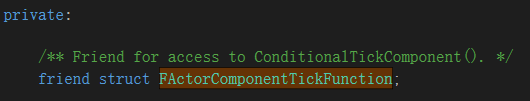 private:
/** Friend for access to ConditionalTickComponent(). */
friend struct FActorComponentTickFunction;